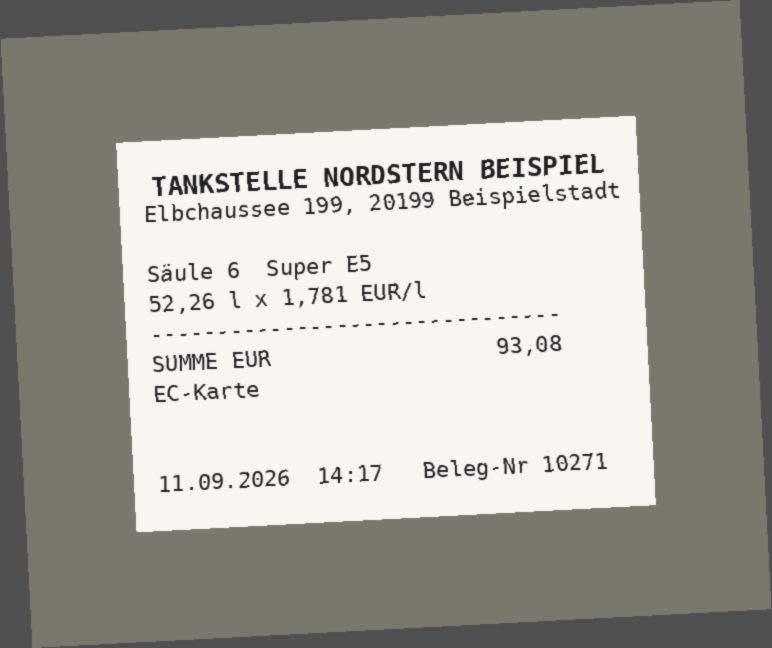 TANKSTELLE NORDSTERN BEISPIEL
Elbchaussee 199, 20199 Beispielstadt
Säule 6  Super E5
52,26 l x 1,781 EUR/l
-------------------------------
SUMME EUR                 93,08
EC-Karte
11.09.2026  14:17   Beleg-Nr 10271